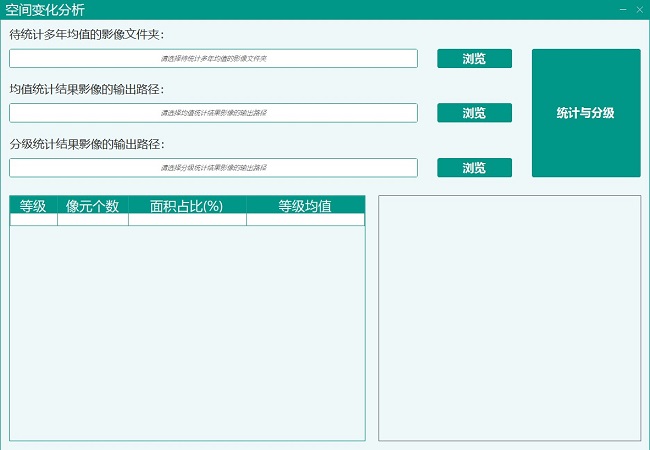 空间变化分析
待统计多年均值的影像文件夹：
请选择待统计多年均值的影像文件夹
浏览
均值统计结果影像的输出路径：
请选择均值统计结果影像的输出路径
浏览
统计与分级
分级统计结果影像的输出路径：
请选择分级统计结果影像的输出路径
浏览
等级 像元个数 面积占比(%) 等级均值